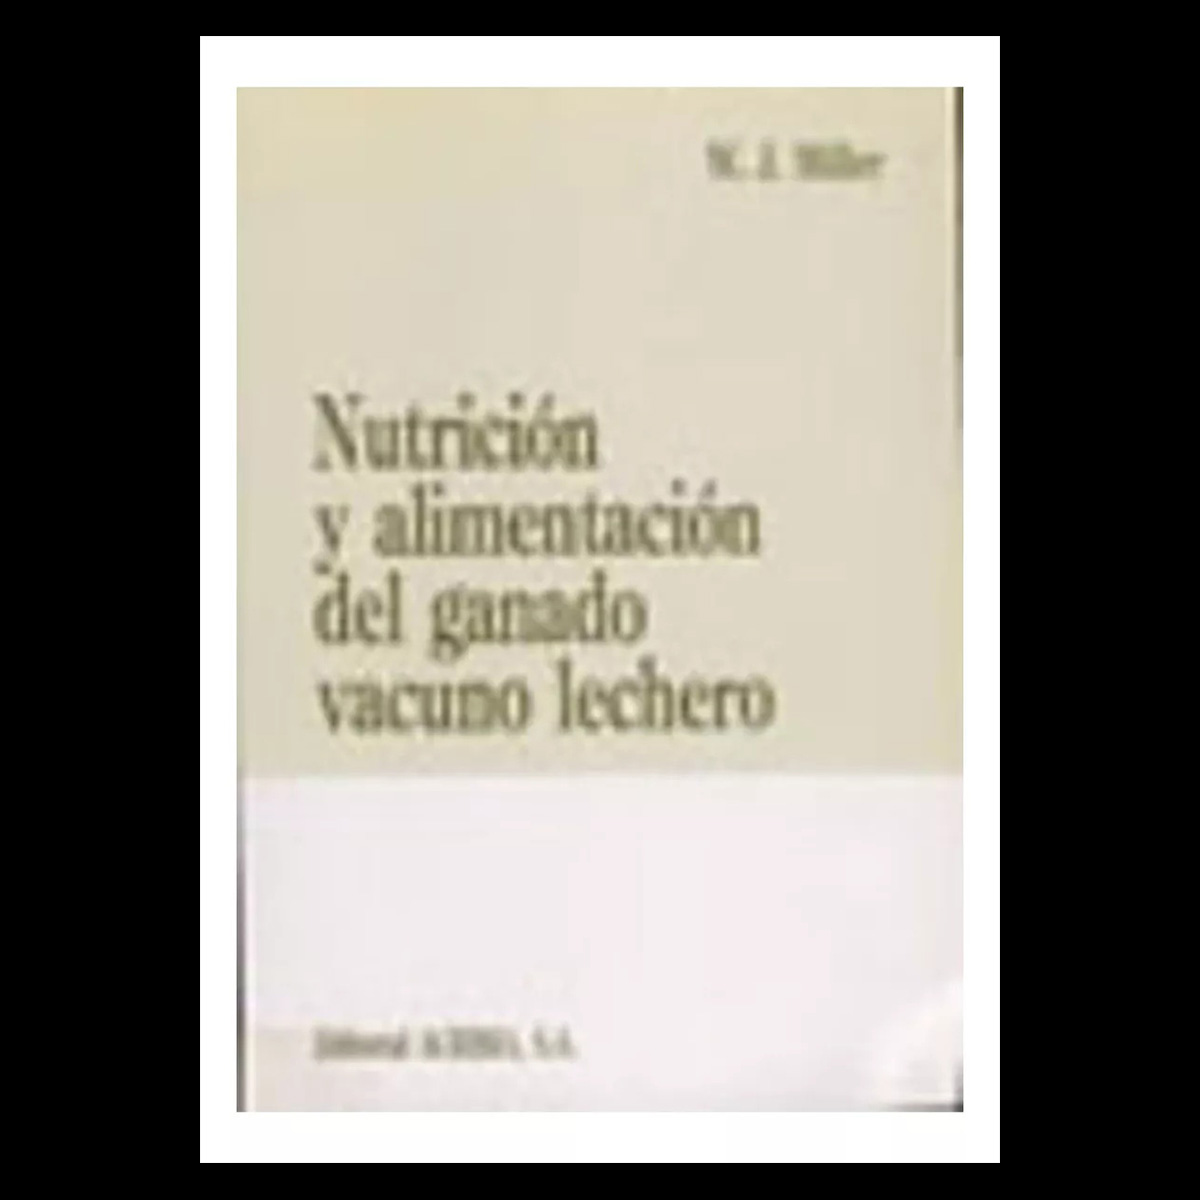 W. J. Miller
Nutrición
y alimentación
del ganado
vacuno lechero
Editorial ACRIBIA, S.A.